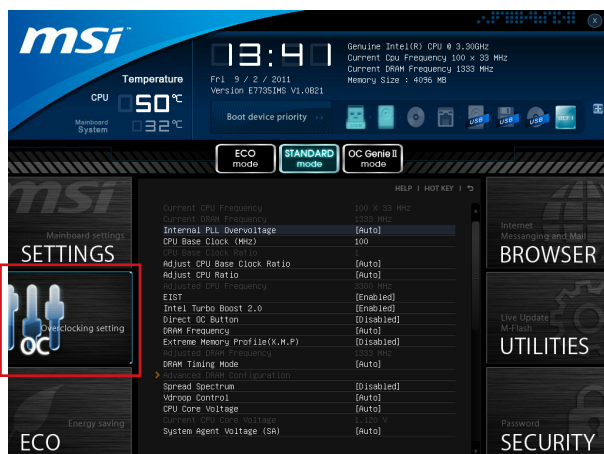 msi
Temperature
CPU 50°C
Mainboard
System 32°C
13:41
Fri 9 / 2 / 2011
Version E7735IMS V1.0B21
Genuine Intel(R) CPU @ 3.30GHz
Current Cpu Frequency 100 x 33 MHz
Current DRAM Frequency 1333 MHz
Memory Size : 4096 MB
Boot device priority
USB
USB
USB
UEFI
ECO
mode
STANDARD
mode
OC Genie II
mode
HELP | HOT KEY |
msi
Mainboard settings
SETTINGS
Overclocking setting
OC
Energy saving
ECO
Current CPU Frequency 100 X 33 MHz
Current DRAM Frequency 1333 MHz
Internal PLL Overvoltage [Auto]
CPU Base Clock (MHz) 100
CPU Base Clock Ratio 1
Adjust CPU Base Clock Ratio [Auto]
Adjust CPU Ratio [Auto]
Adjusted CPU Frequency 3300 MHz
EIST [Enabled]
Intel Turbo Boost 2.0 [Enabled]
Direct OC Button [Disabled]
DRAM Frequency [Auto]
Extreme Memory Profile(X.M.P) [Disabled]
Adjusted DRAM Frequency 1333 MHz
DRAM Timing Mode [Auto]
Advanced DRAM Configuration
Spread Spectrum [Disabled]
Vdroop Control [Auto]
CPU Core Voltage [Auto]
Current CPU Core Voltage 1.120 V
System Agent Voltage (SA) [Auto]
Internet
Messanging and Mail
BROWSER
Live Update
M-Flash
UTILITIES
Password
SECURITY